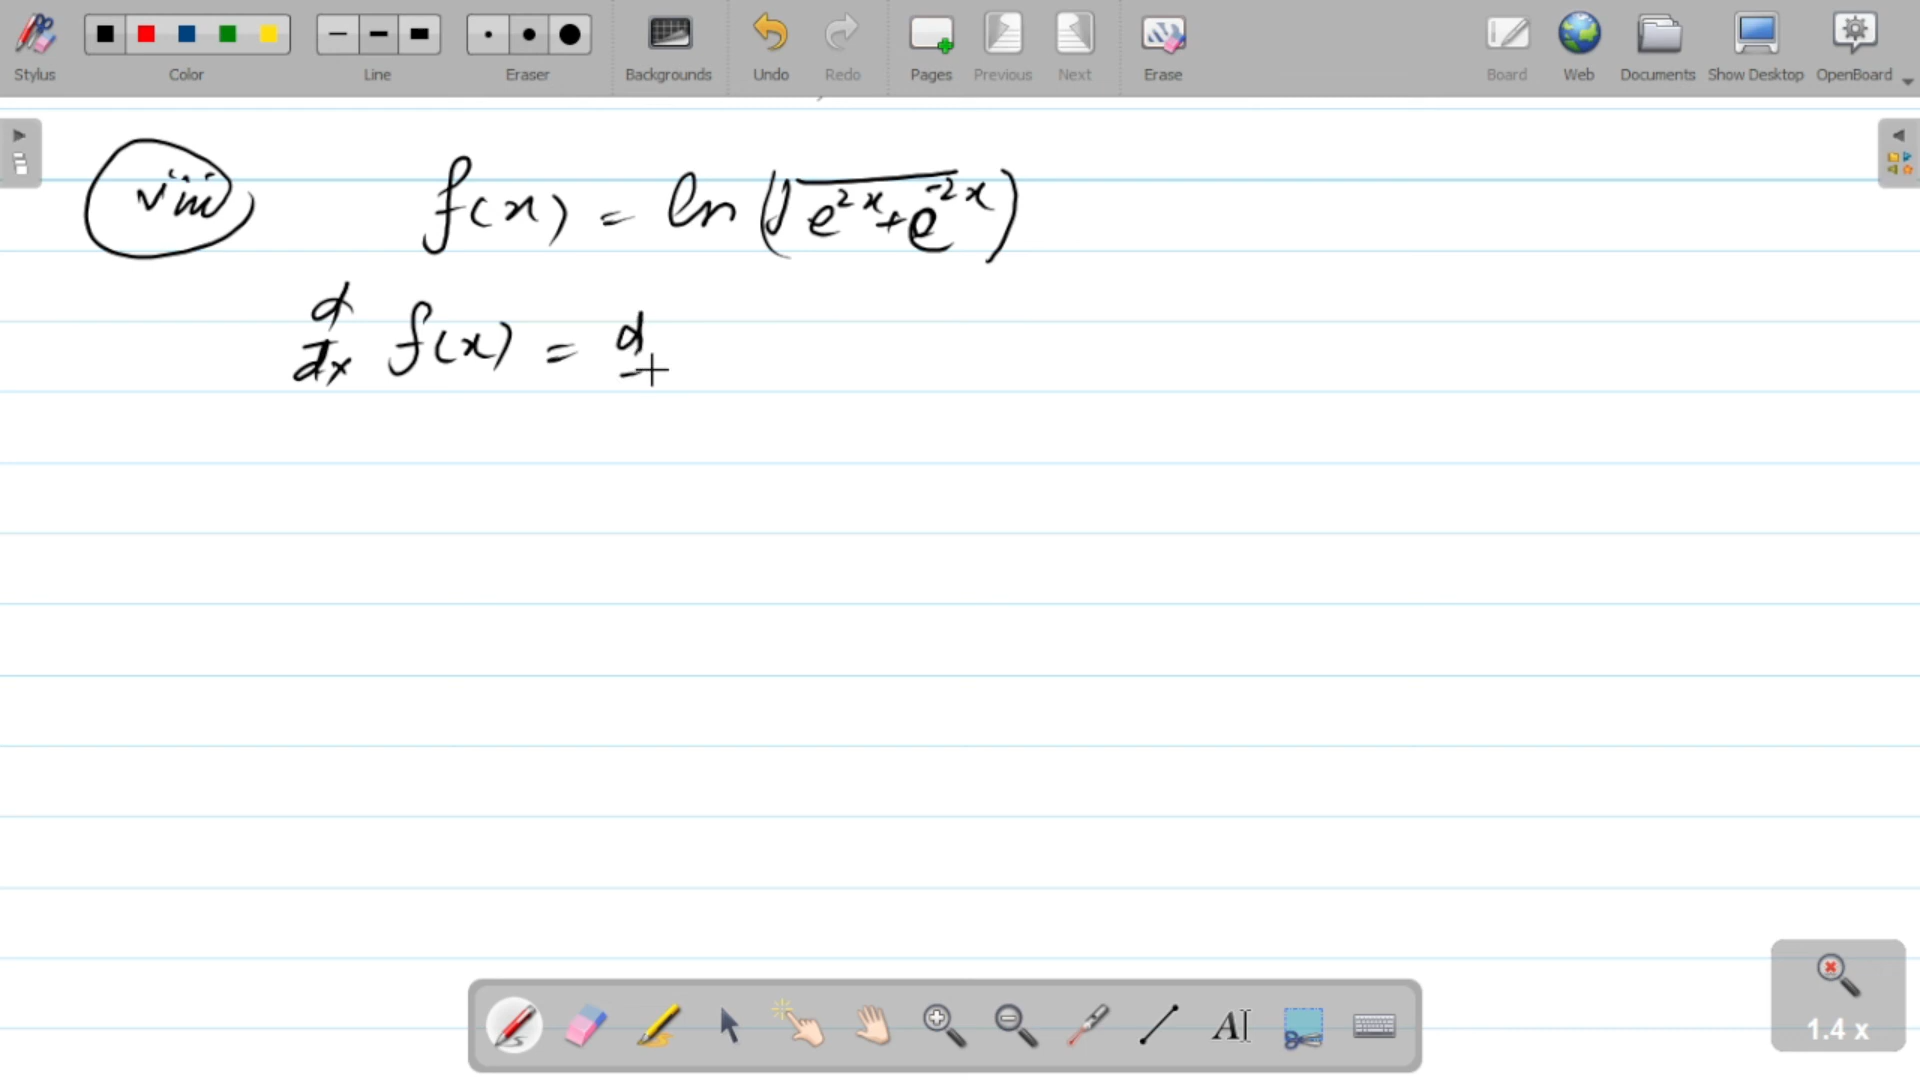 Stylus Color Line Eraser Backgrounds Undo Redo Pages Previous Next Erase Board Web Documents Show Desktop OpenBoard
viii) f(x) = ln(√(e^{2x}+e^{-2x}))
d/dx f(x) = d
AI
1.4 x